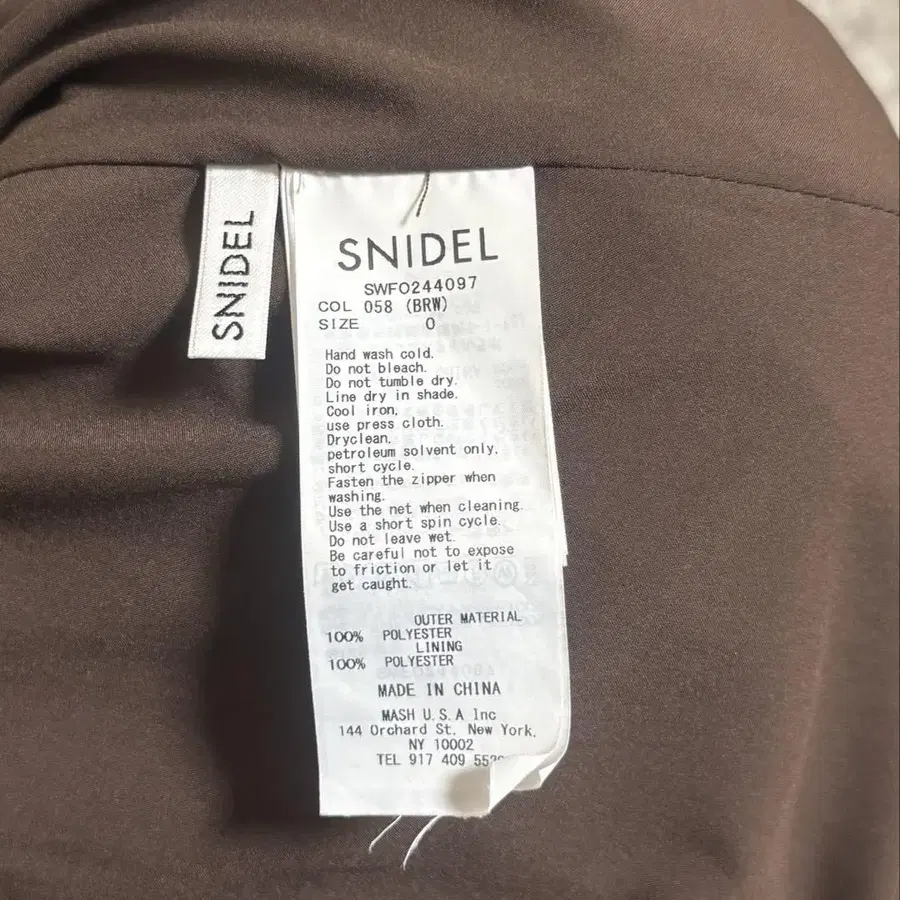 SNIDEL
SNIDEL
SWFO244097
COL 058 (BRW)
SIZE 0
Hand wash cold.
Do not bleach.
Do not tumble dry.
Line dry in shade.
Cool iron,
use press cloth.
Dryclean,
petroleum solvent only,
short cycle.
Fasten the zipper when
washing.
Use the net when cleaning.
Use a short spin cycle.
Do not leave wet.
Be careful not to expose
to friction or let it
get caught.
OUTER MATERIAL
100% POLYESTER
LINING
100% POLYESTER
MADE IN CHINA
MASH U.S.A Inc
144 Orchard St. New York,
NY 10002
TEL 917 409